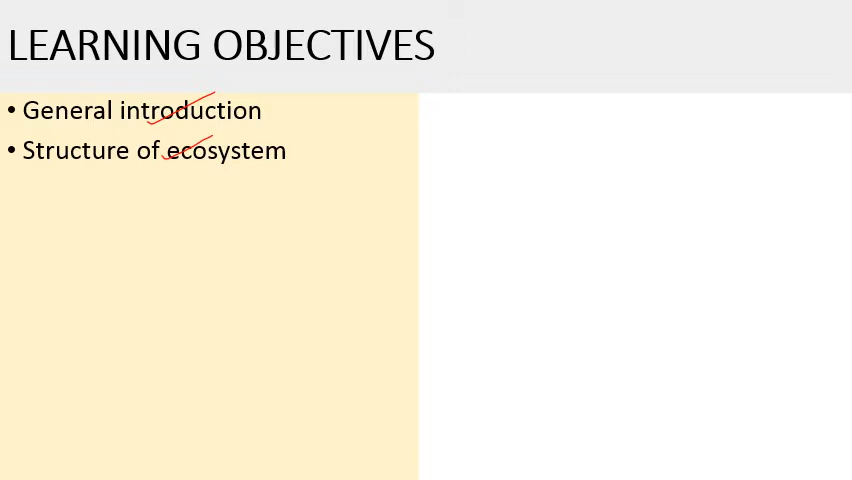 LEARNING OBJECTIVES
• General introduction
• Structure of ecosystem